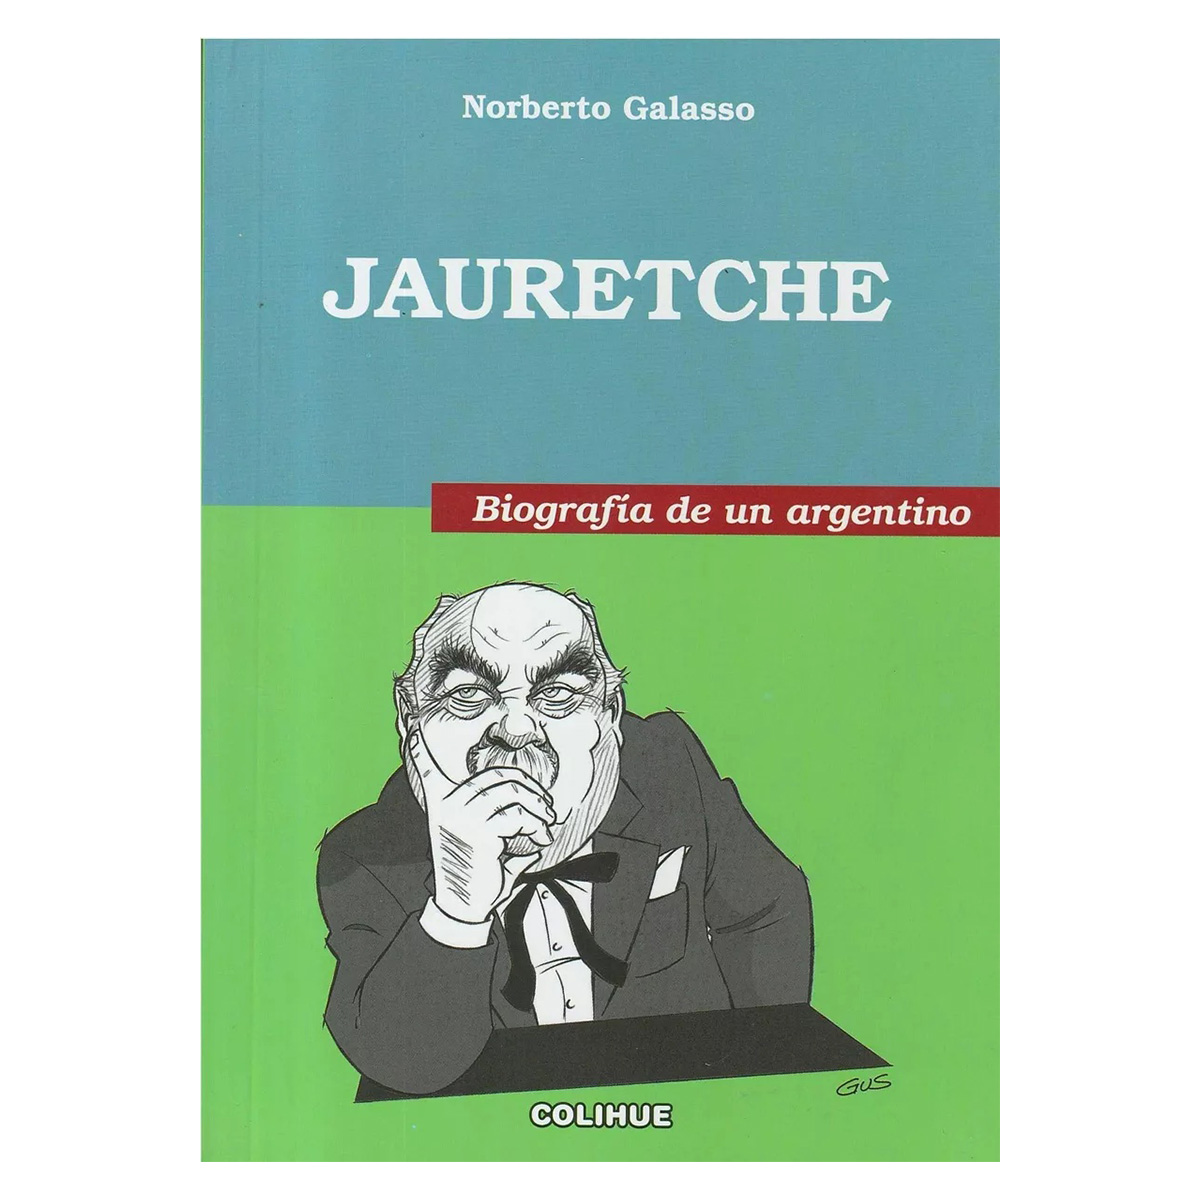 Norberto Galasso
JAURETCHE
Biografía de un argentino
GUS
COLIHUE